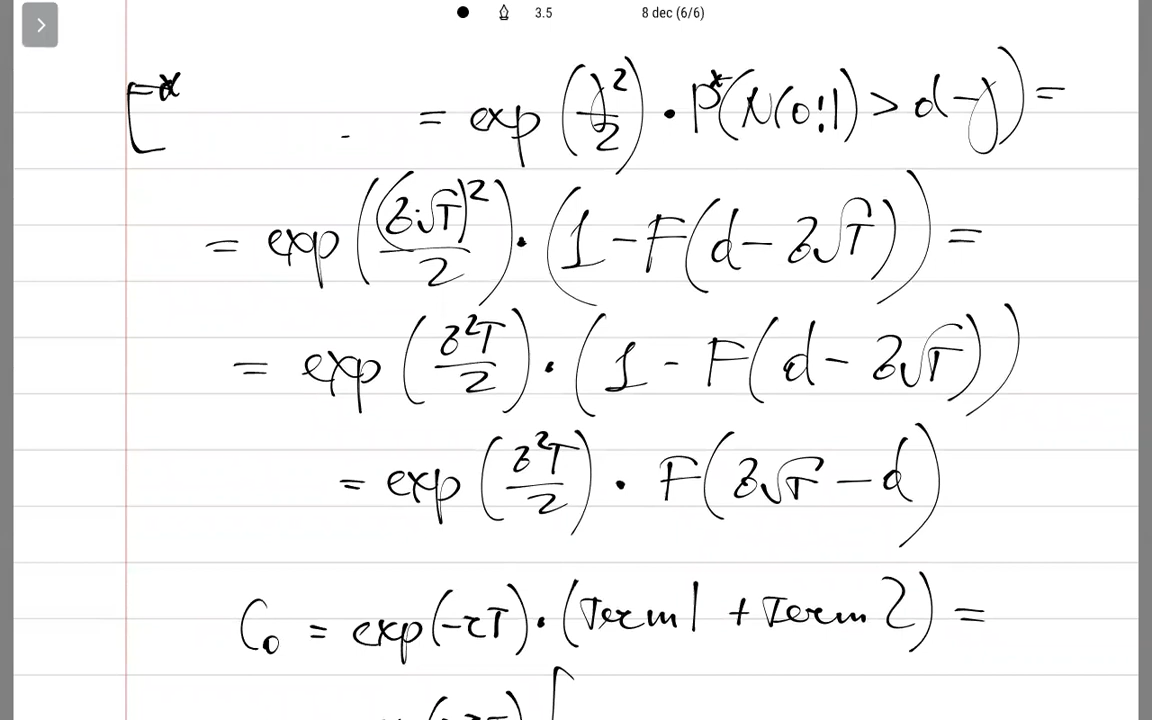 3.5 8 dec (6/6)
E* = exp(γ²/2) · P*(N(0;1) > d-γ) =
= exp((σ√T)²/2) · (1 - F(d - σ√T)) =
= exp(σ²T/2) · (1 - F(d - σ√T))
= exp(σ²T/2) · F(σ√T - d)
C₀ = exp(-rT) · (Term 1 + Term 2) =